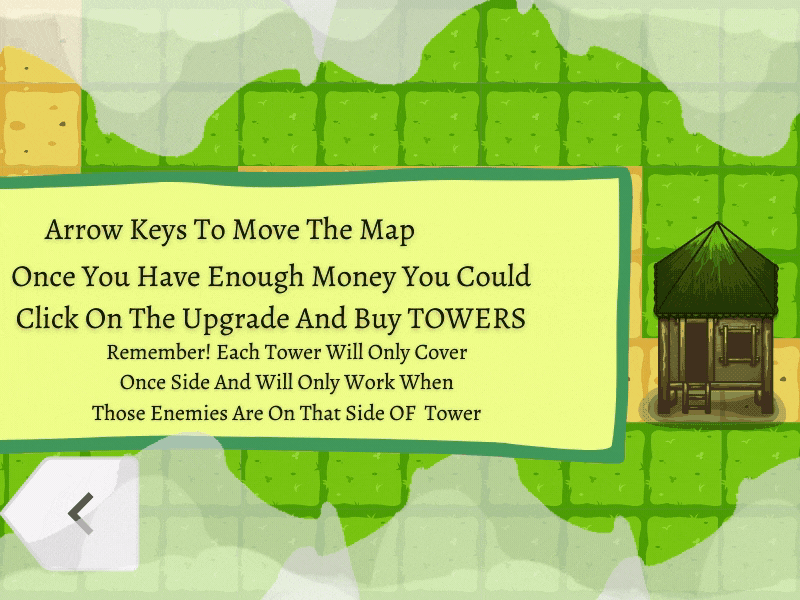 Arrow Keys To Move The Map
Once You Have Enough Money You Could
Click On The Upgrade And Buy TOWERS
Remember! Each Tower Will Only Cover
Once Side And Will Only Work When
Those Enemies Are On That Side OF Tower